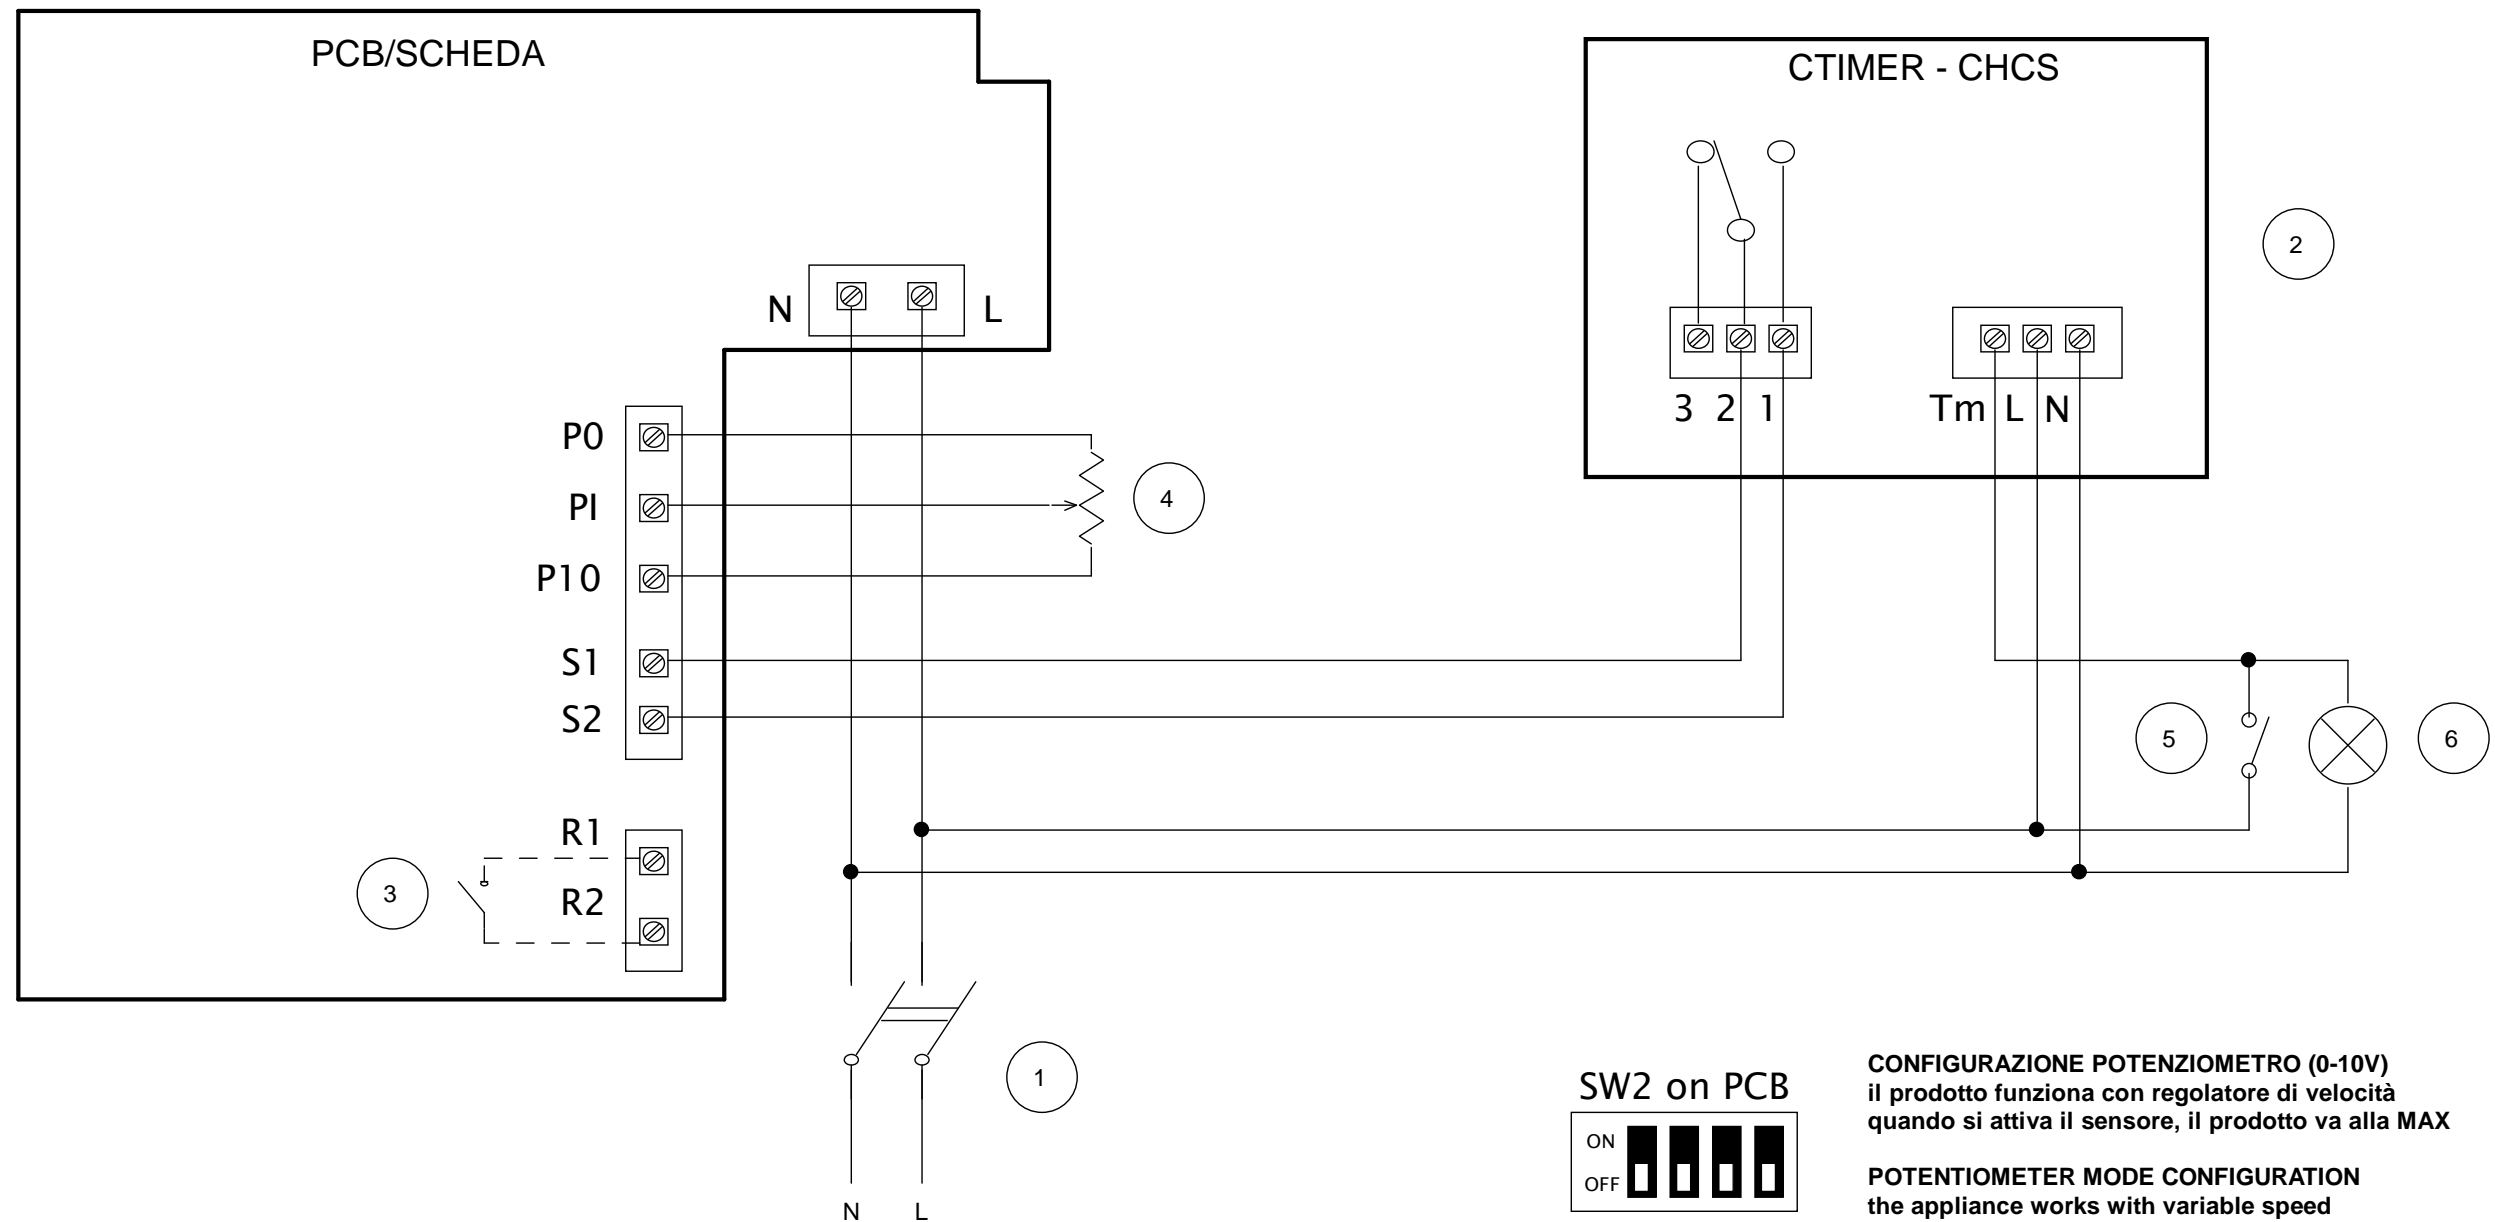 PCB/SCHEDA
CTIMER - CHCS
2
N
L
3 2 1
Tm L N
P0
PI
4
P10
S1
S2
5
6
R1
3
R2
1
N
L
SW2 on PCB
ON
OFF
CONFIGURAZIONE POTENZIOMETRO (0-10V)
il prodotto funziona con regolatore di velocità
quando si attiva il sensore, il prodotto va alla MAX
POTENTIOMETER MODE CONFIGURATION
the appliance works with variable speed